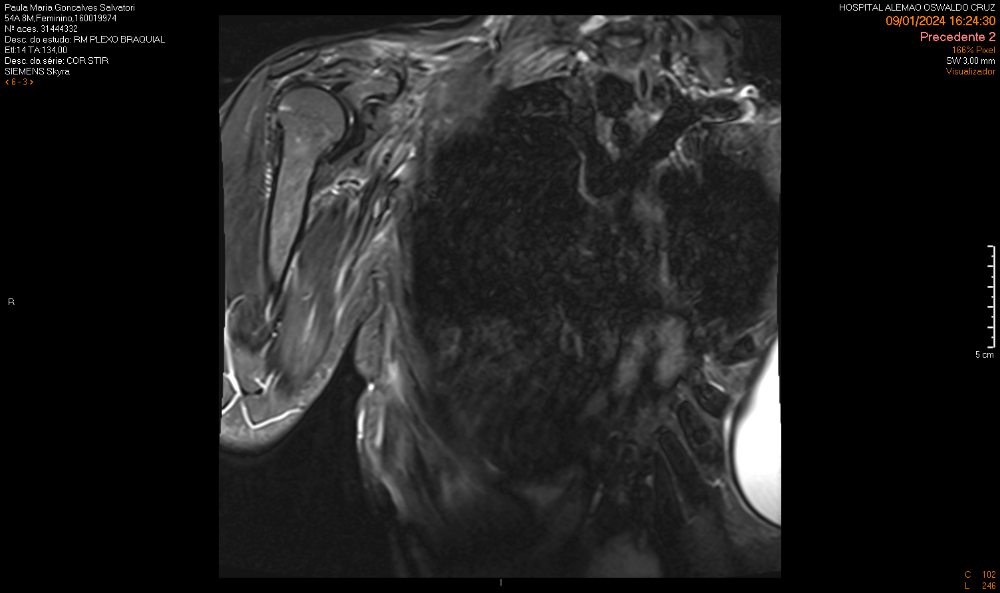 Paula Maria Goncalves Salvatori
54A 8M,Feminino,160019974
Nº aces. 31444332
Desc. do estudo: RM PLEXO BRAQUIAL
Etl:14 TA:134,00
Desc. da série: COR STIR
SIEMENS Skyra
< 6 - 3 >
HOSPITAL ALEMAO OSWALDO CRUZ
09/01/2024 16:24:30
Precedente 2
166% Pixel
SW 3,00 mm
Visualizador
R
5 cm
C 102
L 246